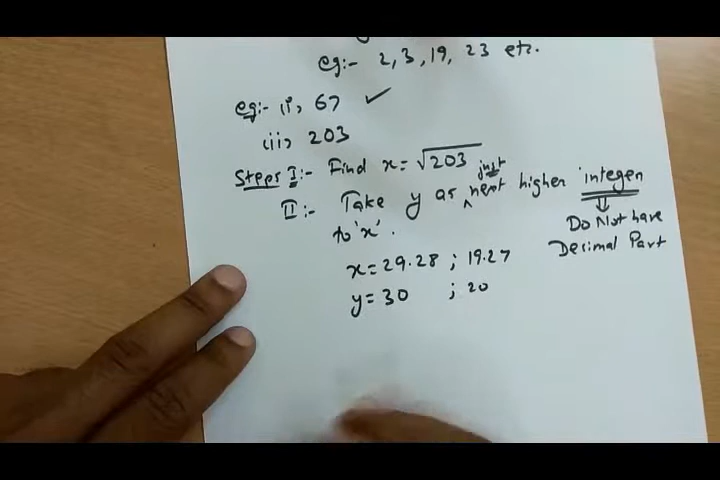 eg:- 2, 3, 19, 23 etc.
eg:- (i) 67 ✓
(ii) 203
Steps I:- Find x = √203
II:- Take y as just next higher integer
to 'x'.
Do Not have
Decimal Part
x = 29.28 ; 19.27
y = 30 ; 20